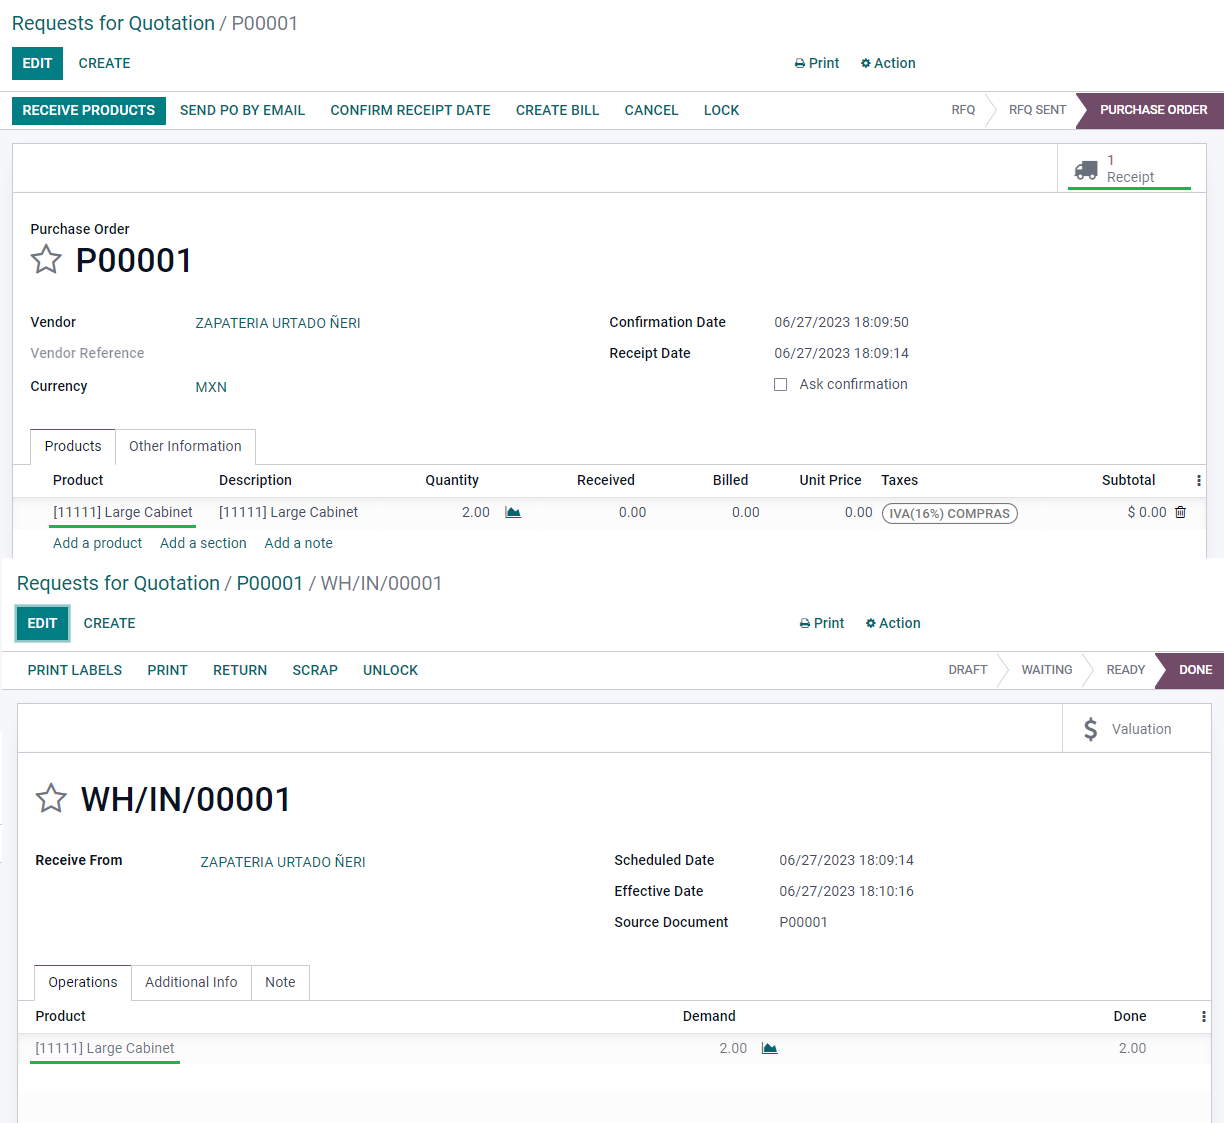 Requests for Quotation / P00001
EDIT CREATE Print Action
RECEIVE PRODUCTS SEND PO BY EMAIL CONFIRM RECEIPT DATE CREATE BILL CANCEL LOCK RFQ RFQ SENT PURCHASE ORDER
1
Receipt
Purchase Order
P00001
Vendor ZAPATERIA URTADO ÑERI Confirmation Date 06/27/2023 18:09:50
Vendor Reference Receipt Date 06/27/2023 18:09:14
Currency MXN Ask confirmation
Products Other Information
Product Description Quantity Received Billed Unit Price Taxes Subtotal
[11111] Large Cabinet [11111] Large Cabinet 2.00 0.00 0.00 0.00 IVA(16%) COMPRAS $ 0.00
Add a product Add a section Add a note
Requests for Quotation / P00001 / WH/IN/00001
EDIT CREATE Print Action
PRINT LABELS PRINT RETURN SCRAP UNLOCK DRAFT WAITING READY DONE
$ Valuation
WH/IN/00001
Receive From ZAPATERIA URTADO ÑERI Scheduled Date 06/27/2023 18:09:14
Effective Date 06/27/2023 18:10:16
Source Document P00001
Operations Additional Info Note
Product Demand Done
[11111] Large Cabinet 2.00 2.00